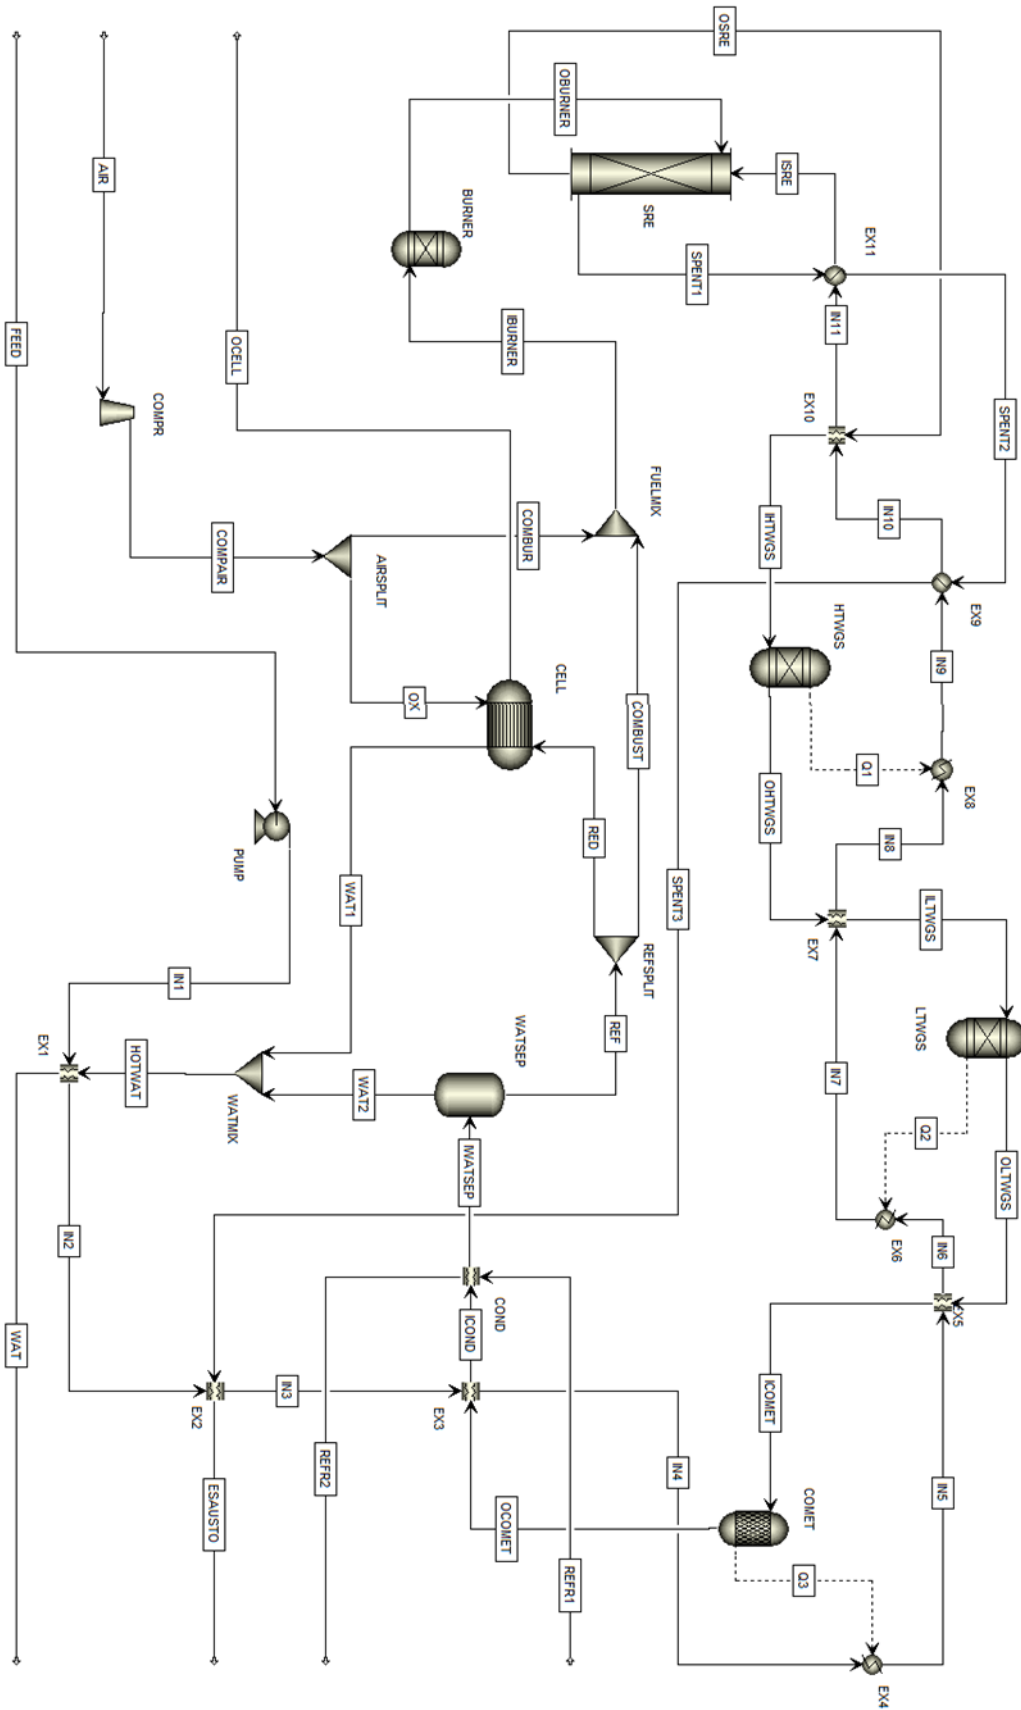 SPENT2
OLTWGS
EX9
EX8
EX5
IN9
IN6
IN5
ILTWGS
Q2
LTWGS
IN10
IN8
EX6
EX4
EX11
Q1
HTWGS
IN11
IN7
EX10
EX7
COMET
Q3
ISRE
IHTWGS
OHTWGS
ICOMET
OSRE
SPENT1
SPENT3
IN4
SRE
FUELMIX
REFSPLIT
COMBUST
REF
RED
OBURNER
REFR1
CELL
COMBUR
WATSEP
IBURNER
OCOMET
COND
ICOND
BURNER
IWATSEP
EX3
OX
AIRSPLIT
WAT2
WAT1
REFR2
IN3
OCELL
PUMP
WATMIX
COMPAIR
ESAUSTO
EX2
IN1
COMPR
HOTWAT
AIR
IN2
EX1
FEED
WAT